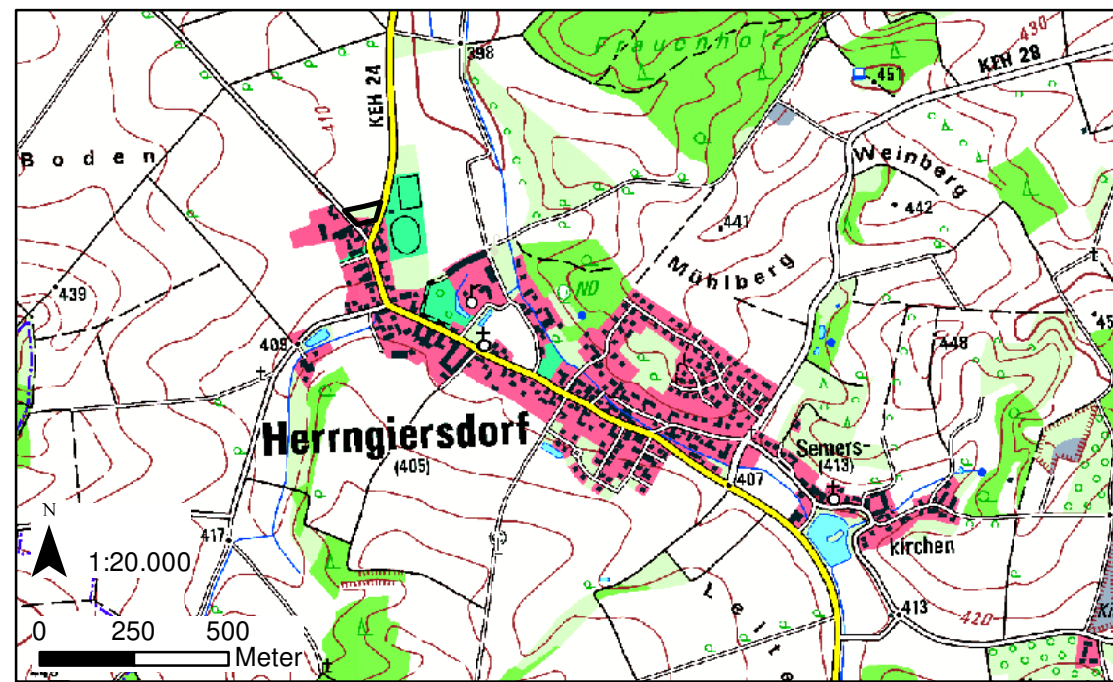 Frauenholz
398
430
451
KEH 28
KEH 24
410
Boden
Weinberg
442
441
Mühlberg
ND
439
409
448
Herrngiersdorf
(405)
Semers-
(413)
407
kirchen
N
1:20.000
417
Leite
413
420
0 250 500
Meter